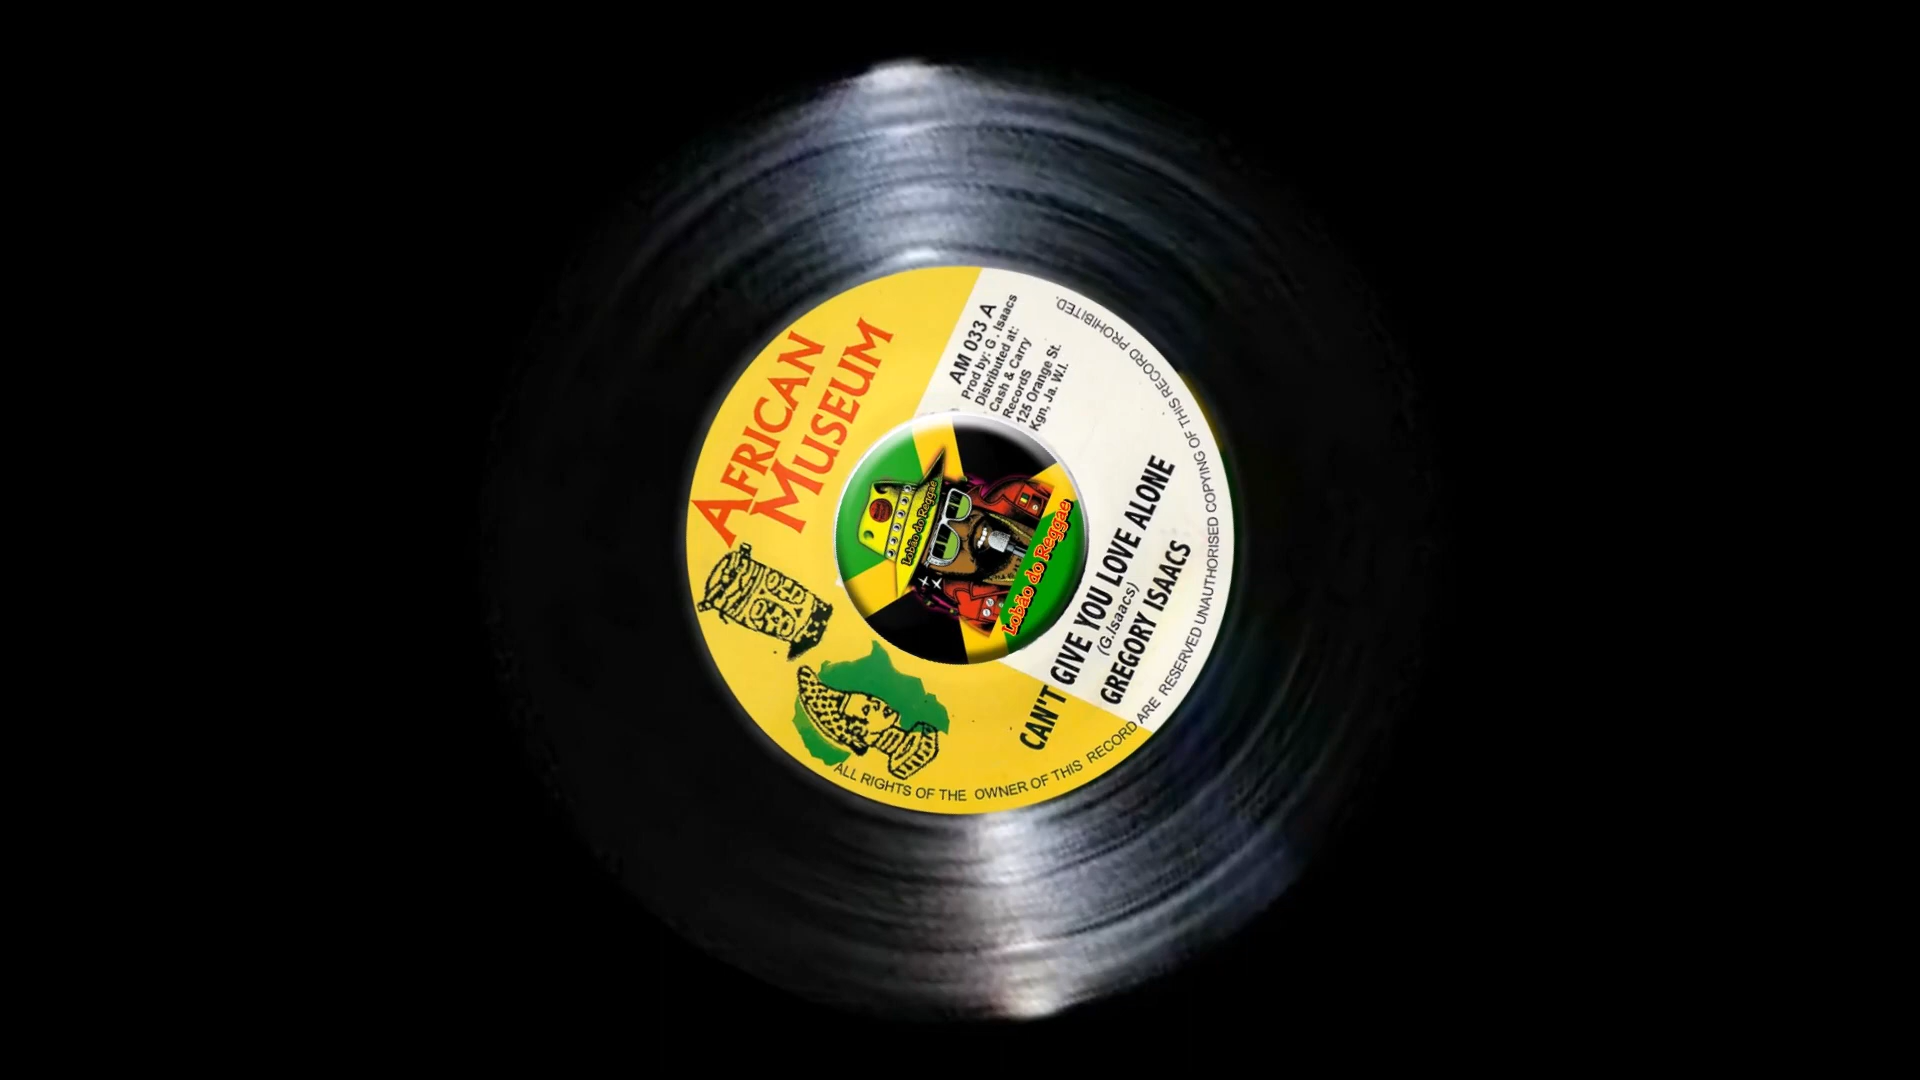 AFRICAN
MUSEUM
AM 033 A
Prod by: G. Isaacs
Distributed at:
Cash & Carry
RecordS
125 Orange St.
Kgn, Ja. W.I.
Lobão do Reggae
Lobão do Reggae
CAN'T GIVE YOU LOVE ALONE
(G.Isaacs)
GREGORY ISAACS
ALL RIGHTS OF THE OWNER OF THIS RECORD ARE RESERVED UNAUTHORISED COPYING OF THIS RECORD PROHIBITED.